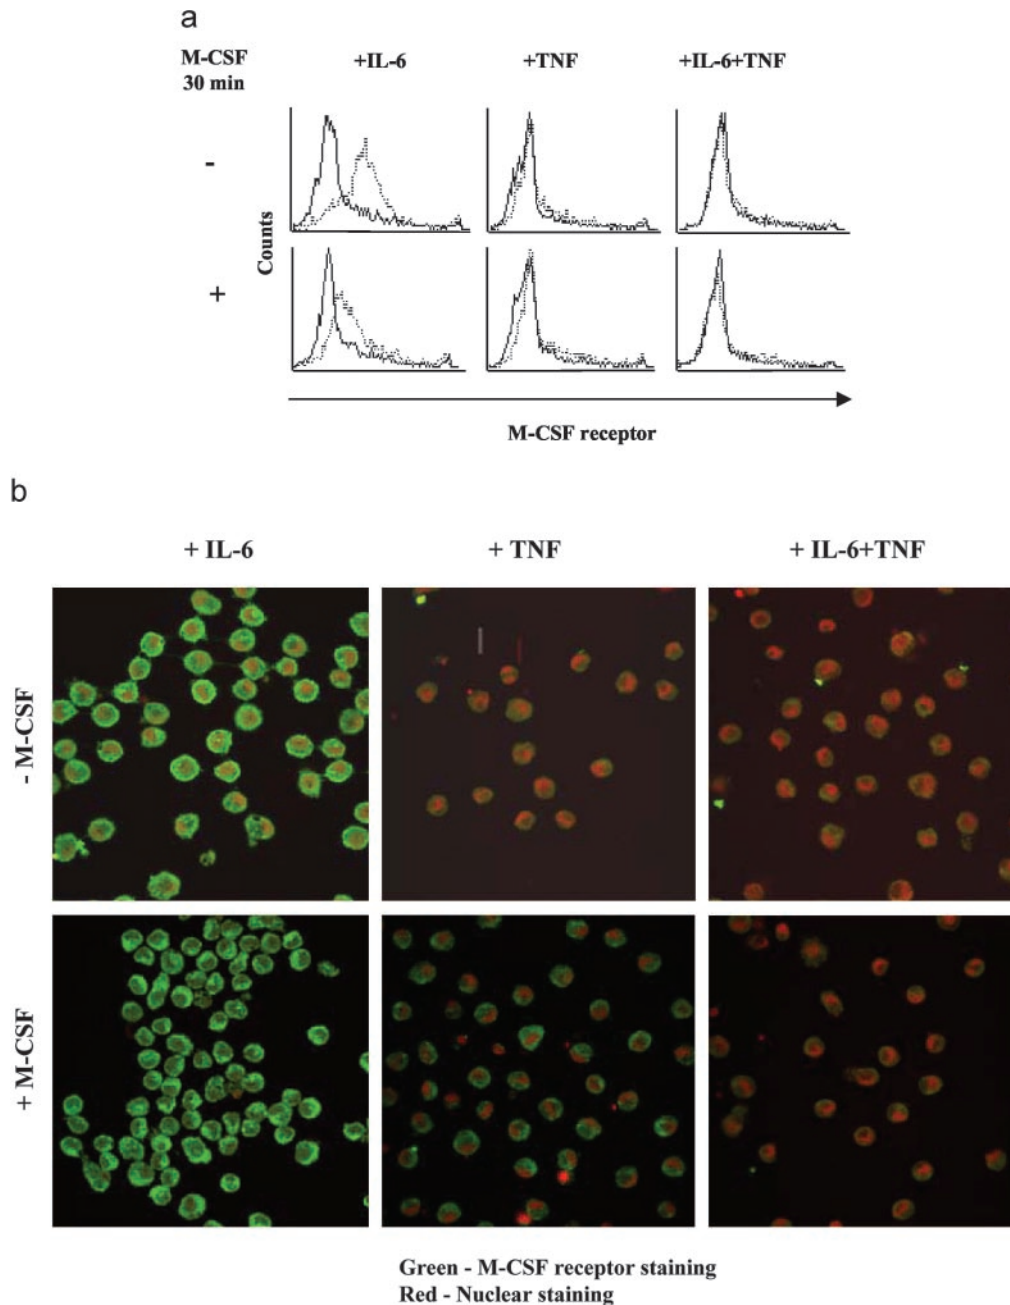 a
M-CSF
30 min
+IL-6
+TNF
+IL-6+TNF
-
+
Counts
M-CSF receptor
b
+ IL-6
+ TNF
+ IL-6+TNF
- M-CSF
+ M-CSF
Green - M-CSF receptor staining
Red - Nuclear staining